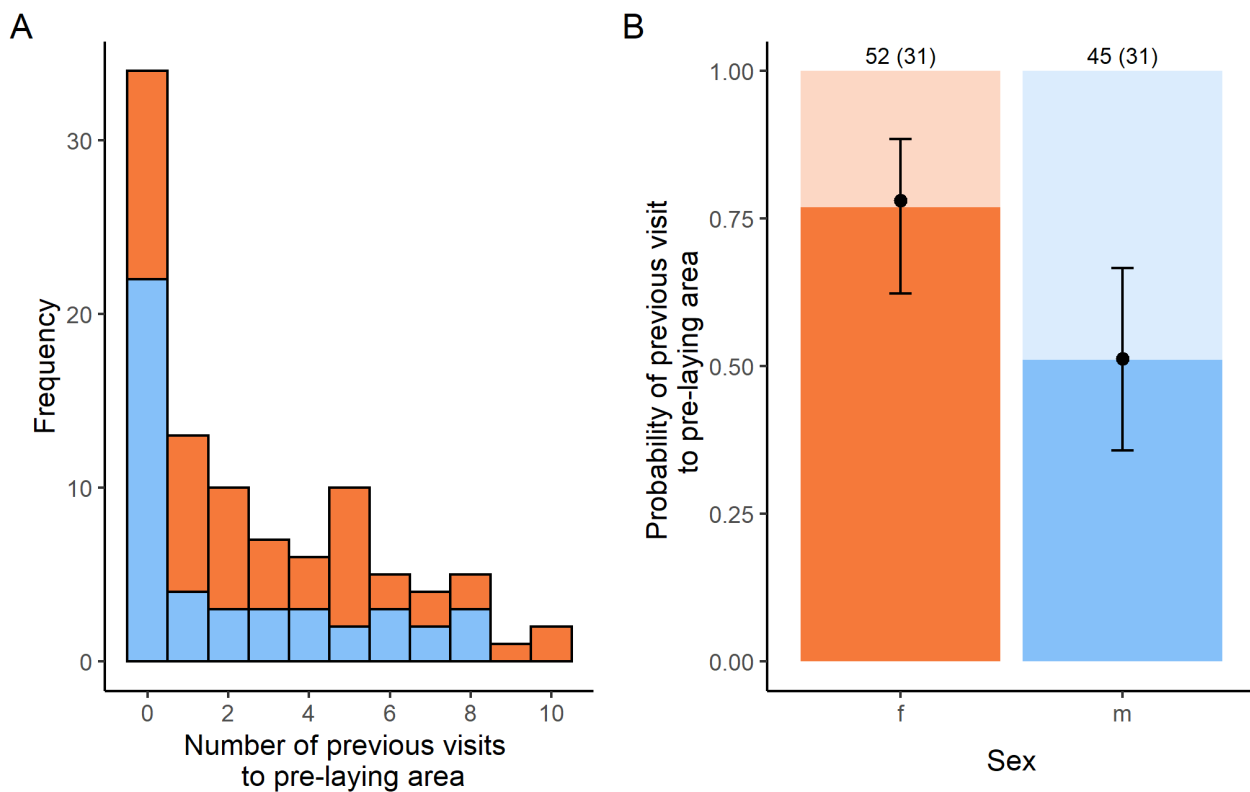 A
30
20
10
0
Frequency
0 2 4 6 8 10
Number of previous visits
to pre-laying area
B
52 (31) 45 (31)
1.00
0.75
0.50
0.25
0.00
Probability of previous visit
to pre-laying area
f m
Sex